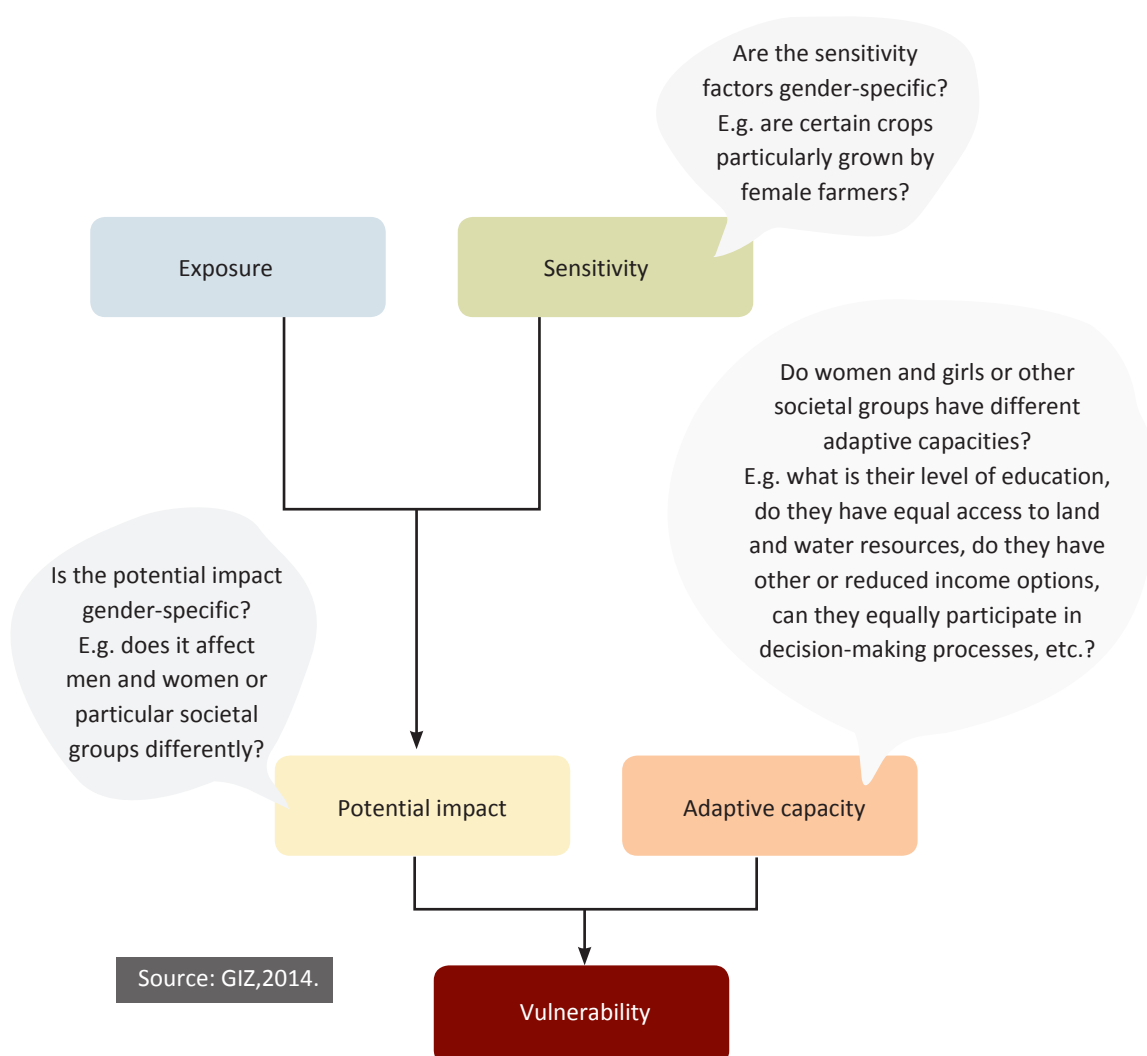 Are the sensitivity
factors gender-specific?
E.g. are certain crops
particularly grown by
female farmers?
Exposure
Sensitivity
Do women and girls or other
societal groups have different
adaptive capacities?
E.g. what is their level of education,
do they have equal access to land
and water resources, do they have
other or reduced income options,
can they equally participate in
decision-making processes, etc.?
Is the potential impact
gender-specific?
E.g. does it affect
men and women or
particular societal
groups differently?
Potential impact
Adaptive capacity
Source: GIZ,2014.
Vulnerability